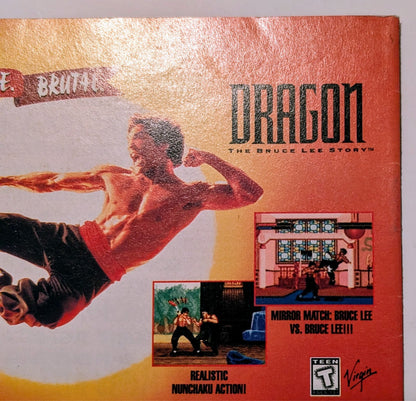 E. BRUTAL.
DRAGON
THE BRUCE LEE STORY™
MIRROR MATCH: BRUCE LEE
VS. BRUCE LEE!!!
REALISTIC
NUNCHAKU ACTION!
TEEN
T
Virgin